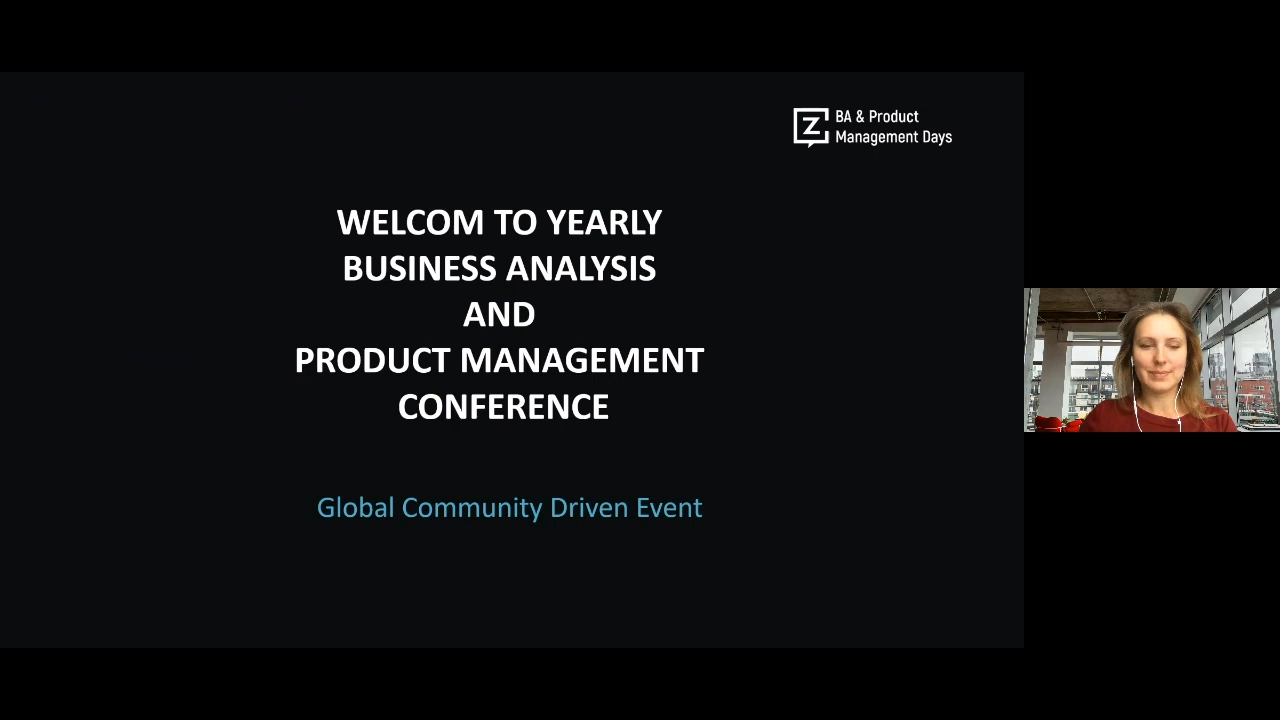 BA & Product
Management Days
WELCOM TO YEARLY
BUSINESS ANALYSIS
AND
PRODUCT MANAGEMENT
CONFERENCE
Global Community Driven Event